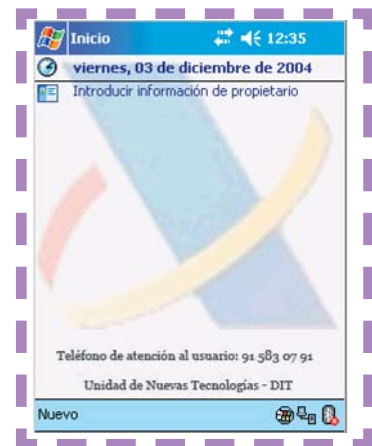 Inicio 12:35
viernes, 03 de diciembre de 2004
Introducir información de propietario
Teléfono de atención al usuario: 91 583 07 91
Unidad de Nuevas Tecnologías - DIT
Nuevo